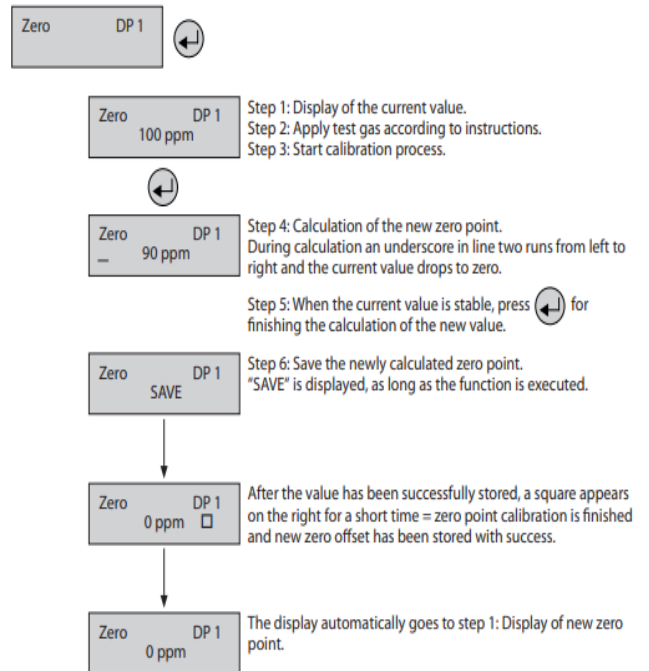 Zero DP 1
Zero DP 1
100 ppm
Step 1: Display of the current value.
Step 2: Apply test gas according to instructions.
Step 3: Start calibration process.
Zero DP 1
_ 90 ppm
Step 4: Calculation of the new zero point.
During calculation an underscore in line two runs from left to
right and the current value drops to zero.
Step 5: When the current value is stable, press for
finishing the calculation of the new value.
Zero DP 1
SAVE
Step 6: Save the newly calculated zero point.
"SAVE" is displayed, as long as the function is executed.
Zero DP 1
0 ppm
After the value has been successfully stored, a square appears
on the right for a short time = zero point calibration is finished
and new zero offset has been stored with success.
Zero DP 1
0 ppm
The display automatically goes to step 1: Display of new zero
point.